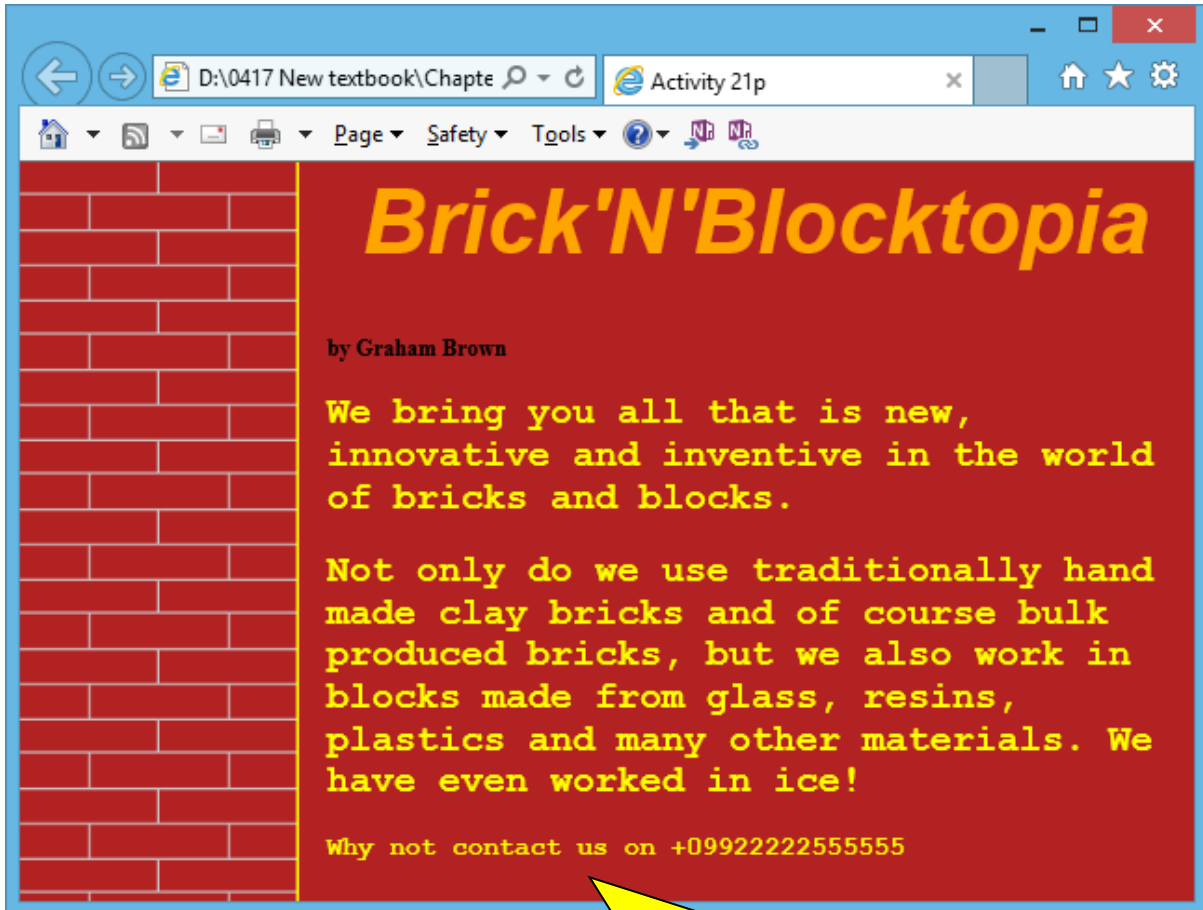 D:\0417 New textbook\Chapte
Activity 21p
Page Safety Tools
Brick'N'Blocktopia
by Graham Brown
We bring you all that is new,
innovative and inventive in the world
of bricks and blocks.
Not only do we use traditionally hand
made clay bricks and of course bulk
produced bricks, but we also work in
blocks made from glass, resins,
plastics and many other materials. We
have even worked in ice!
Why not contact us on +09922222555555